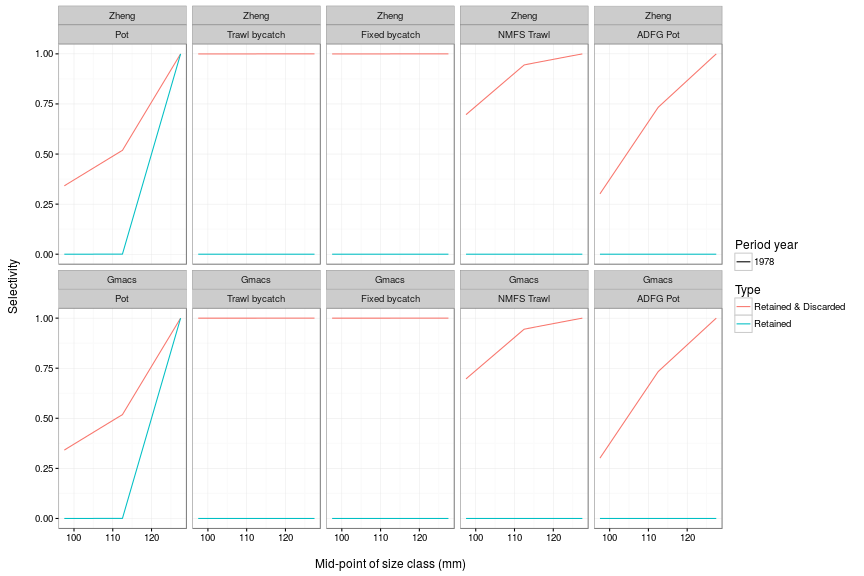 Zheng Zheng Zheng Zheng Zheng
Pot Trawl bycatch Fixed bycatch NMFS Trawl ADFG Pot
1.00
0.75
0.50
0.25
0.00
Gmacs Gmacs Gmacs Gmacs Gmacs
Pot Trawl bycatch Fixed bycatch NMFS Trawl ADFG Pot
1.00
0.75
0.50
0.25
0.00
100 110 120 100 110 120 100 110 120 100 110 120 100 110 120
Mid-point of size class (mm)
Selectivity
Period year
1978
Type
Retained & Discarded
Retained